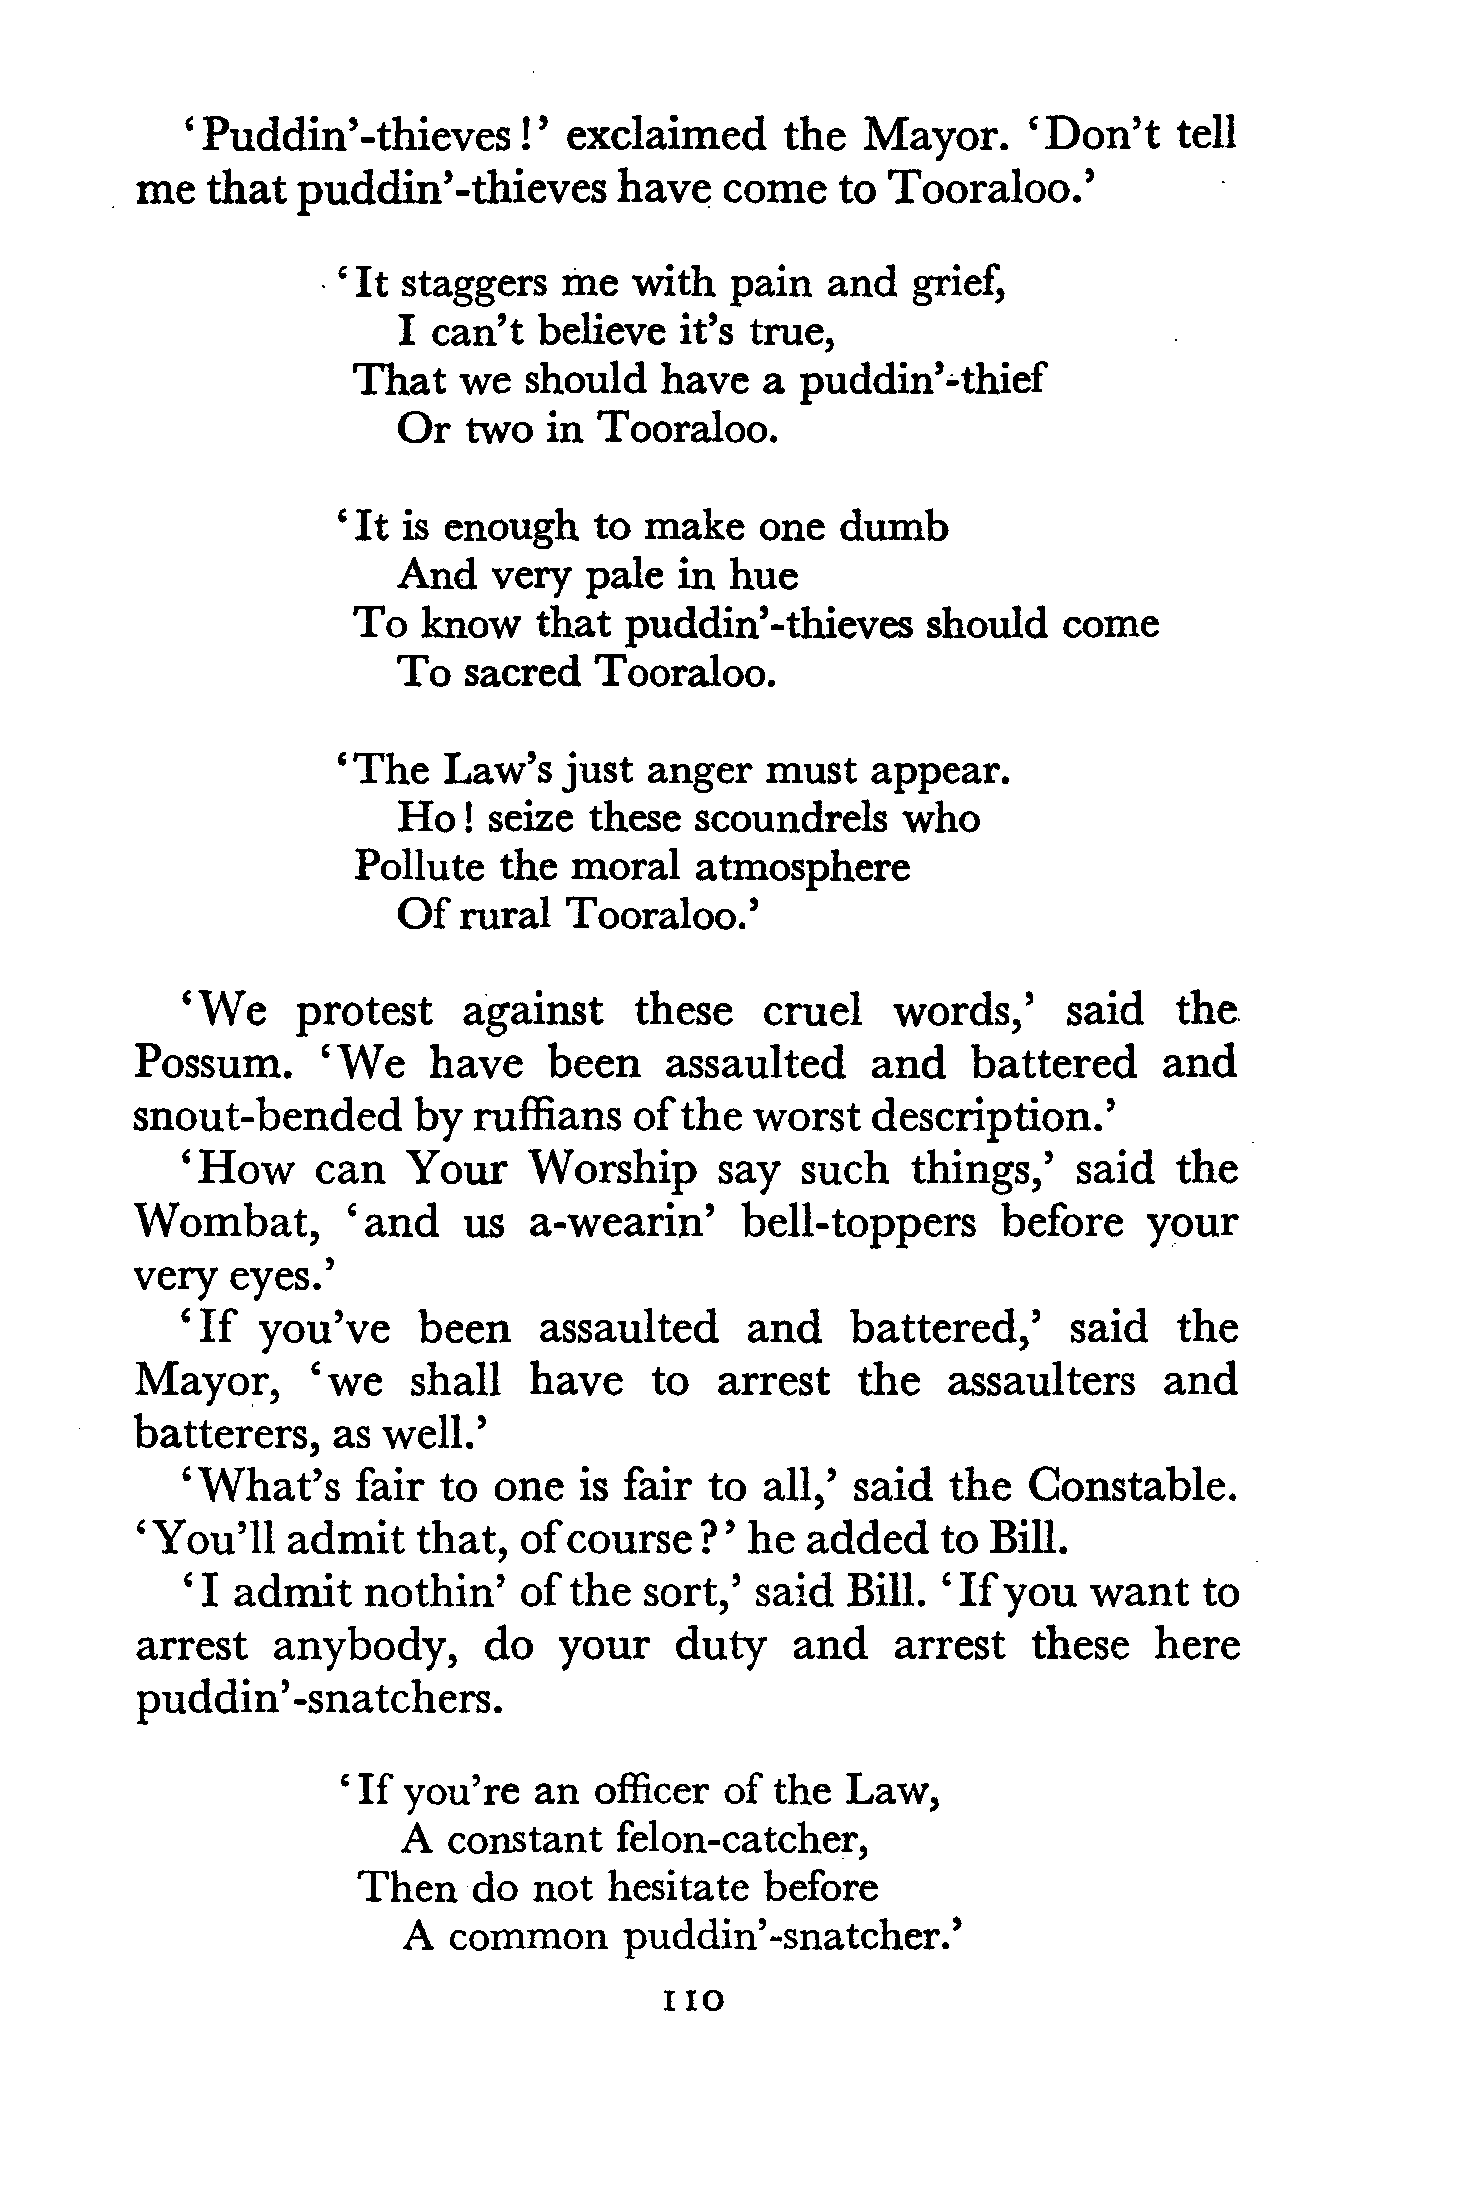 ‘Puddin’-thieves!’ exclaimed the Mayor. ‘Don’t tell
me that puddin’-thieves have come to Tooraloo.’
‘It staggers me with pain and grief,
I can’t believe it’s true,
That we should have a puddin’-thief
Or two in Tooraloo.
‘It is enough to make one dumb
And very pale in hue
To know that puddin’-thieves should come
To sacred Tooraloo.
‘The Law’s just anger must appear.
Ho! seize these scoundrels who
Pollute the moral atmosphere
Of rural Tooraloo.’
‘We protest against these cruel words,’ said the
Possum. ‘We have been assaulted and battered and
snout-bended by ruffians of the worst description.’
‘How can Your Worship say such things,’ said the
Wombat, ‘and us a-wearin’ bell-toppers before your
very eyes.’
‘If you’ve been assaulted and battered,’ said the
Mayor, ‘we shall have to arrest the assaulters and
batterers, as well.’
‘What’s fair to one is fair to all,’ said the Constable.
‘You’ll admit that, of course?’ he added to Bill.
‘I admit nothin’ of the sort,’ said Bill. ‘If you want to
arrest anybody, do your duty and arrest these here
puddin’-snatchers.
‘If you’re an officer of the Law,
A constant felon-catcher,
Then do not hesitate before
A common puddin’-snatcher.’
110